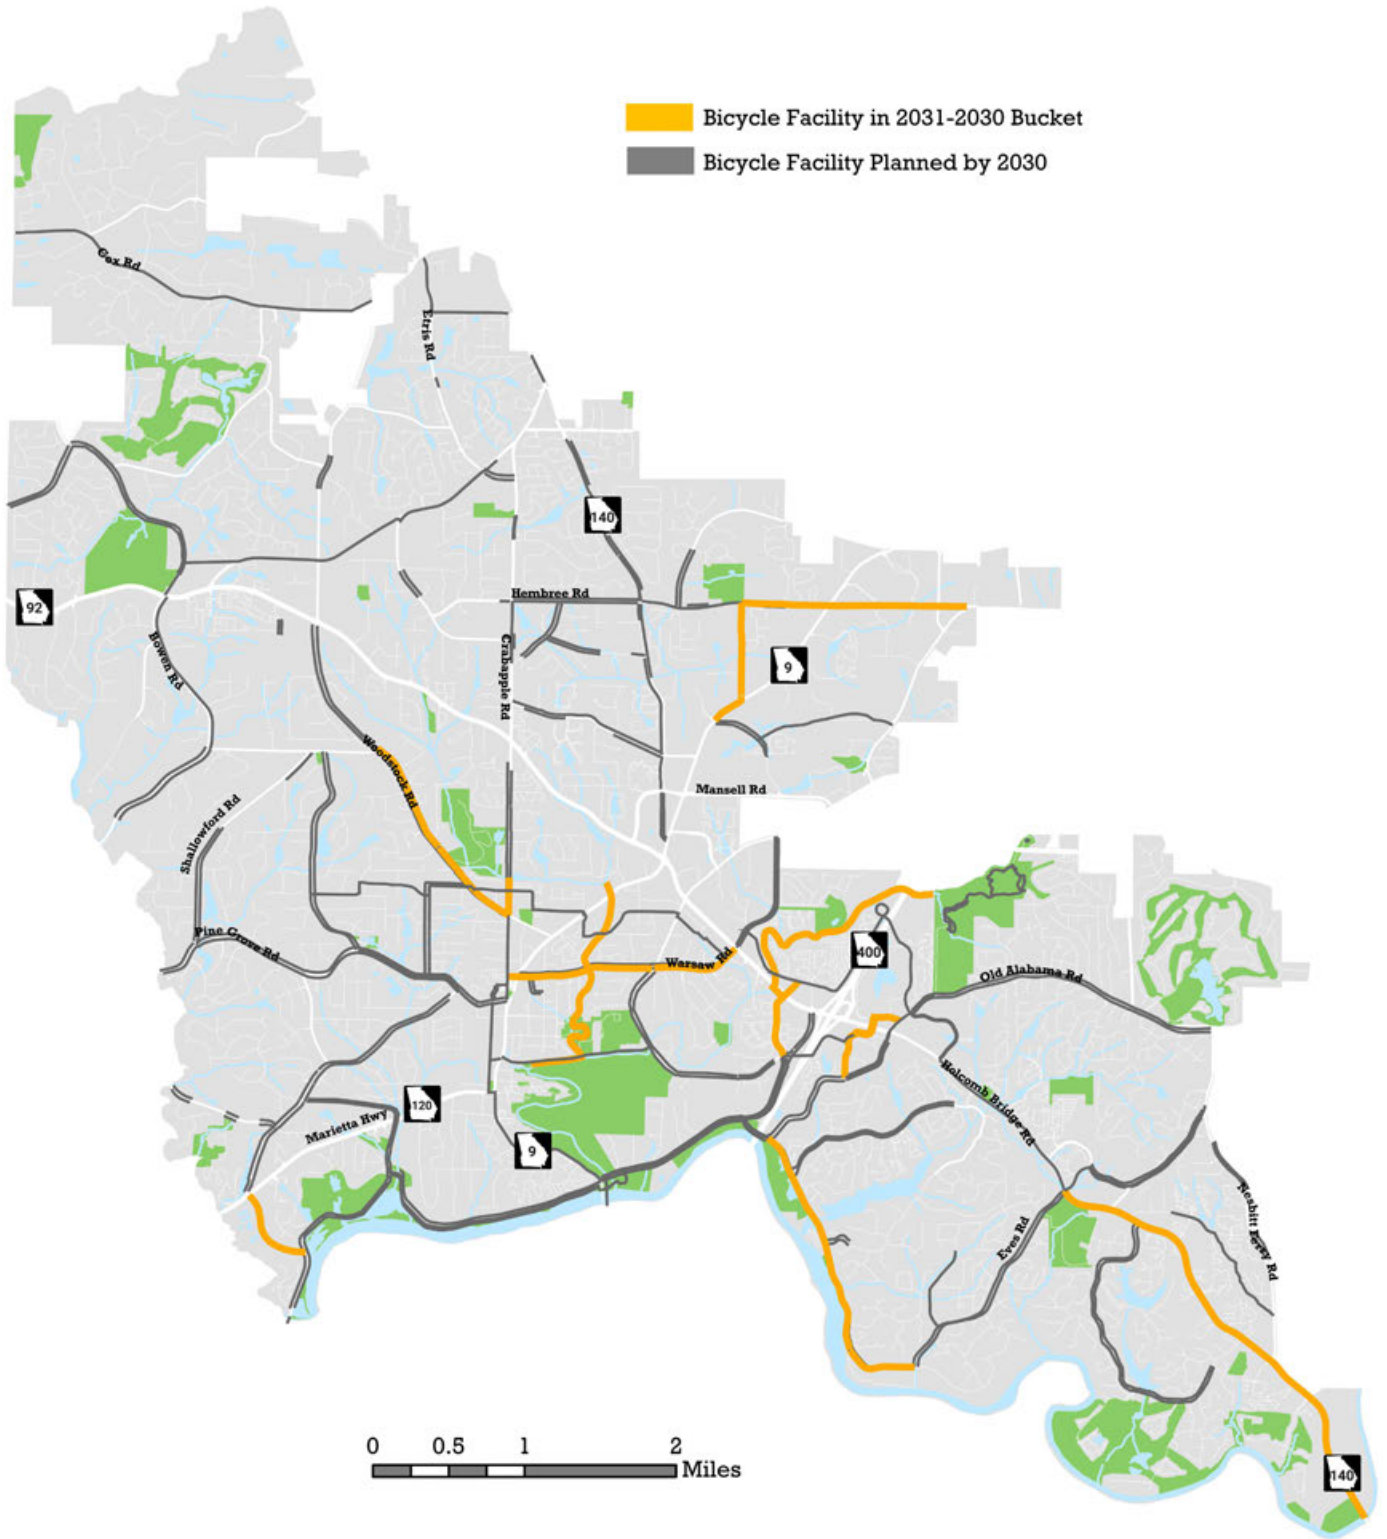 Bicycle Facility in 2031-2030 Bucket
Bicycle Facility Planned by 2030
Cox Rd
Etris Rd
140
92
Hembree Rd
Bowen Rd
Crabapple Rd
9
Woodstock Rd
Mansell Rd
Shallowford Rd
Pine Grove Rd
Warsaw Rd
400
Old Alabama Rd
Holcomb Bridge Rd
120
Marietta Hwy
9
Eves Rd
Nesbitt Ferry Rd
0 0.5 1 2
Miles
140